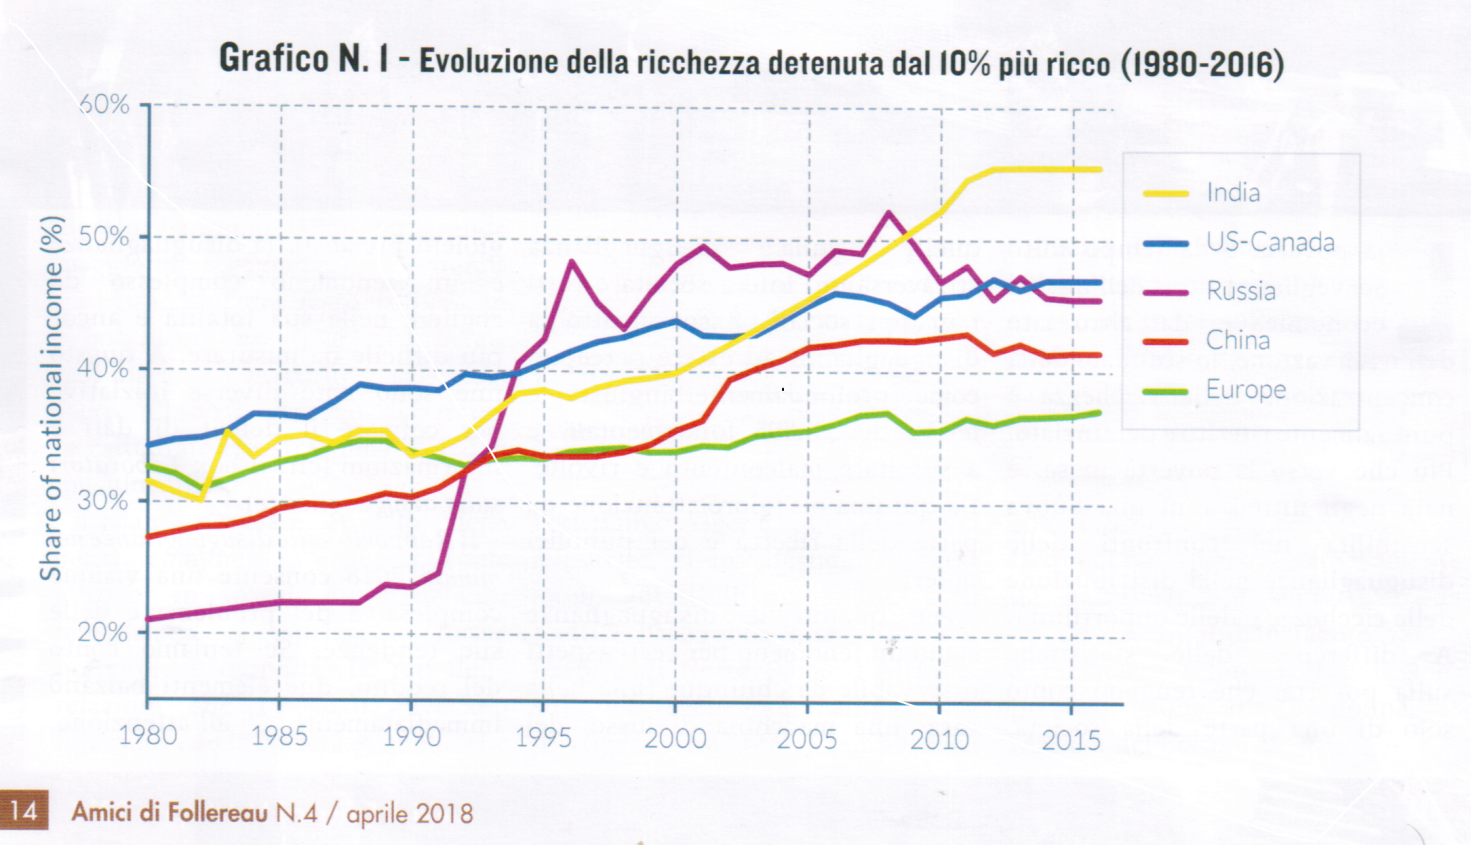 Grafico N. 1 - Evoluzione della ricchezza detenuta dal 10% più ricco (1980-2016)
60%
50%
40%
30%
20%
Share of national income (%)
1980 1985 1990 1995 2000 2005 2010 2015
India
US-Canada
Russia
China
Europe
14 Amici di Follereau N.4 / aprile 2018